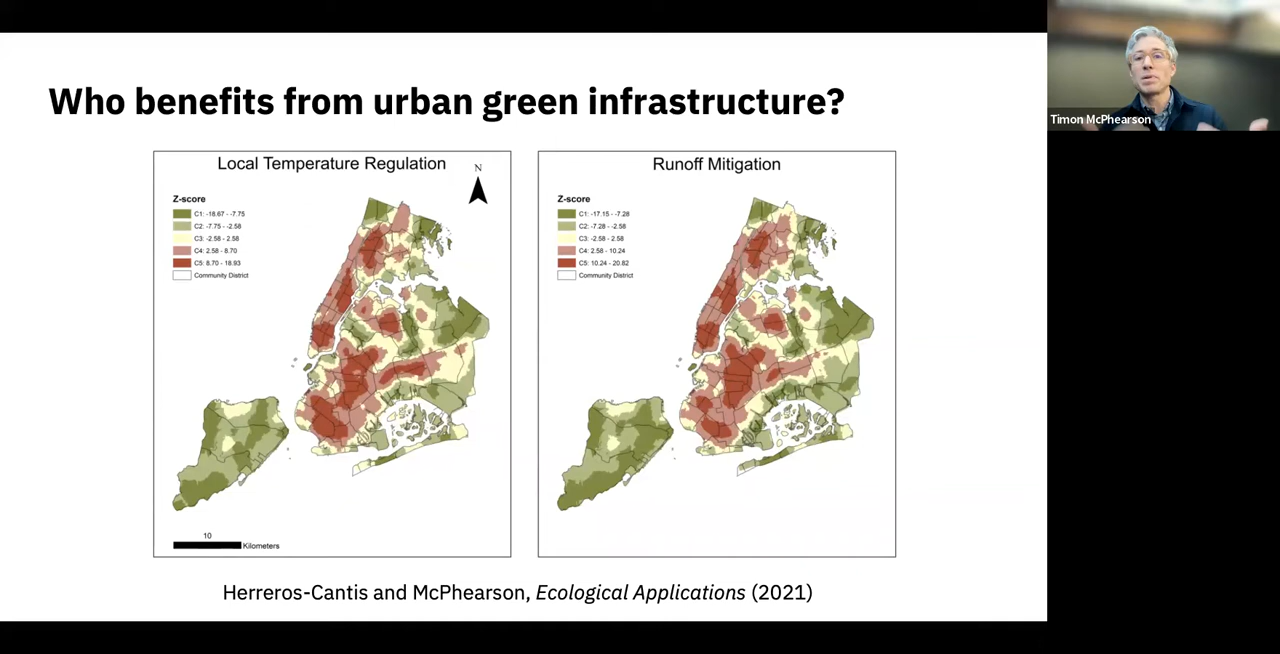 Who benefits from urban green infrastructure?
Timon McPhearson
Local Temperature Regulation
N
Z-score
C1: -18.67 - -7.75
C2: -7.75 - -2.58
C3: -2.58 - 2.58
C4: 2.58 - 8.70
C5: 8.70 - 18.93
Community District
10
Kilometers
Runoff Mitigation
Z-score
C1: -17.15 - -7.28
C2: -7.28 - -2.58
C3: -2.58 - 2.58
C4: 2.58 - 10.24
C5: 10.24 - 20.82
Community District
Herreros-Cantis and McPhearson, Ecological Applications (2021)